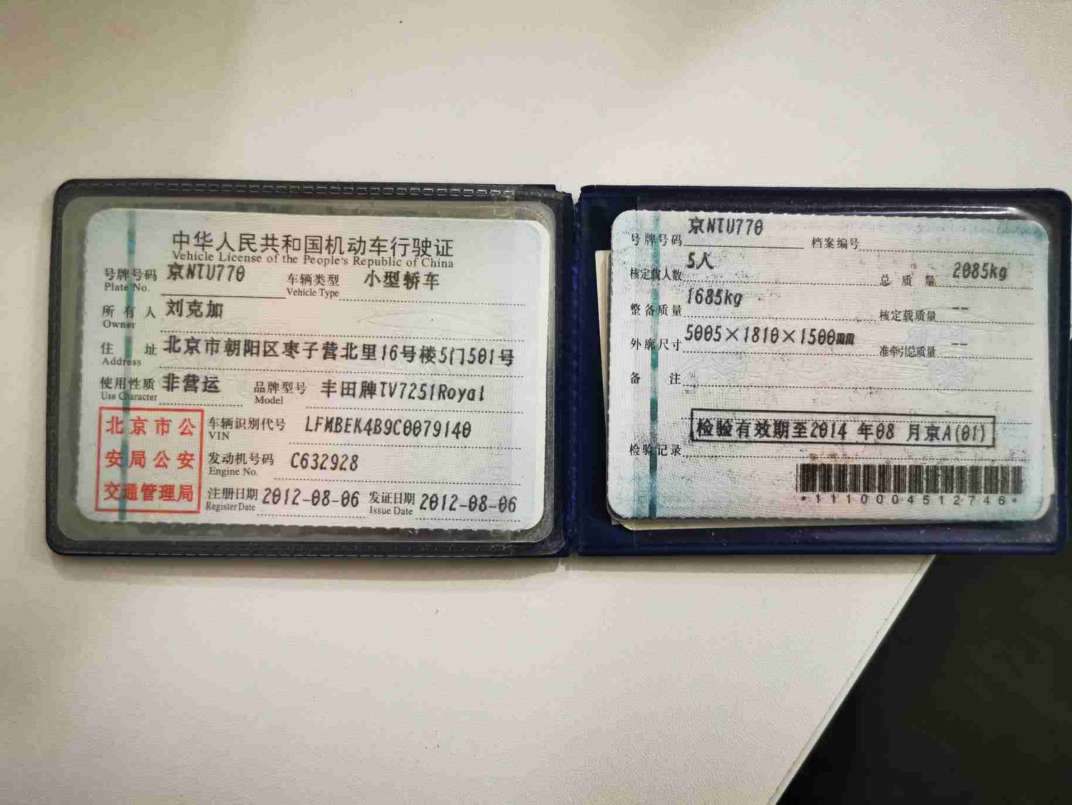 中华人民共和国机动车行驶证
Vehicle License of the People's Republic of China
号牌号码 京NTU770 车辆类型 小型轿车
Plate No. Vehicle Type
所有人 刘克加
Owner
住址 北京市朝阳区枣子营北里16号楼5门501号
Address
使用性质 非营运 品牌型号 丰田牌TV7251Royal
Use Character Model
北京市公安局公安交通管理局
车辆识别代号 LFMBEK4B9C0079140
VIN
发动机号码 C632928
Engine No.
注册日期 2012-08-06 发证日期 2012-08-06
Register Date Issue Date
号牌号码 京NTU770 档案编号
核定载人数 5人 总质量 2085kg
整备质量 1685kg 核定载质量 --
外廓尺寸 5005×1810×1500mm 准牵引总质量 --
备注
检验有效期至2014年08月京A(01)
检验记录
*1110004512746*